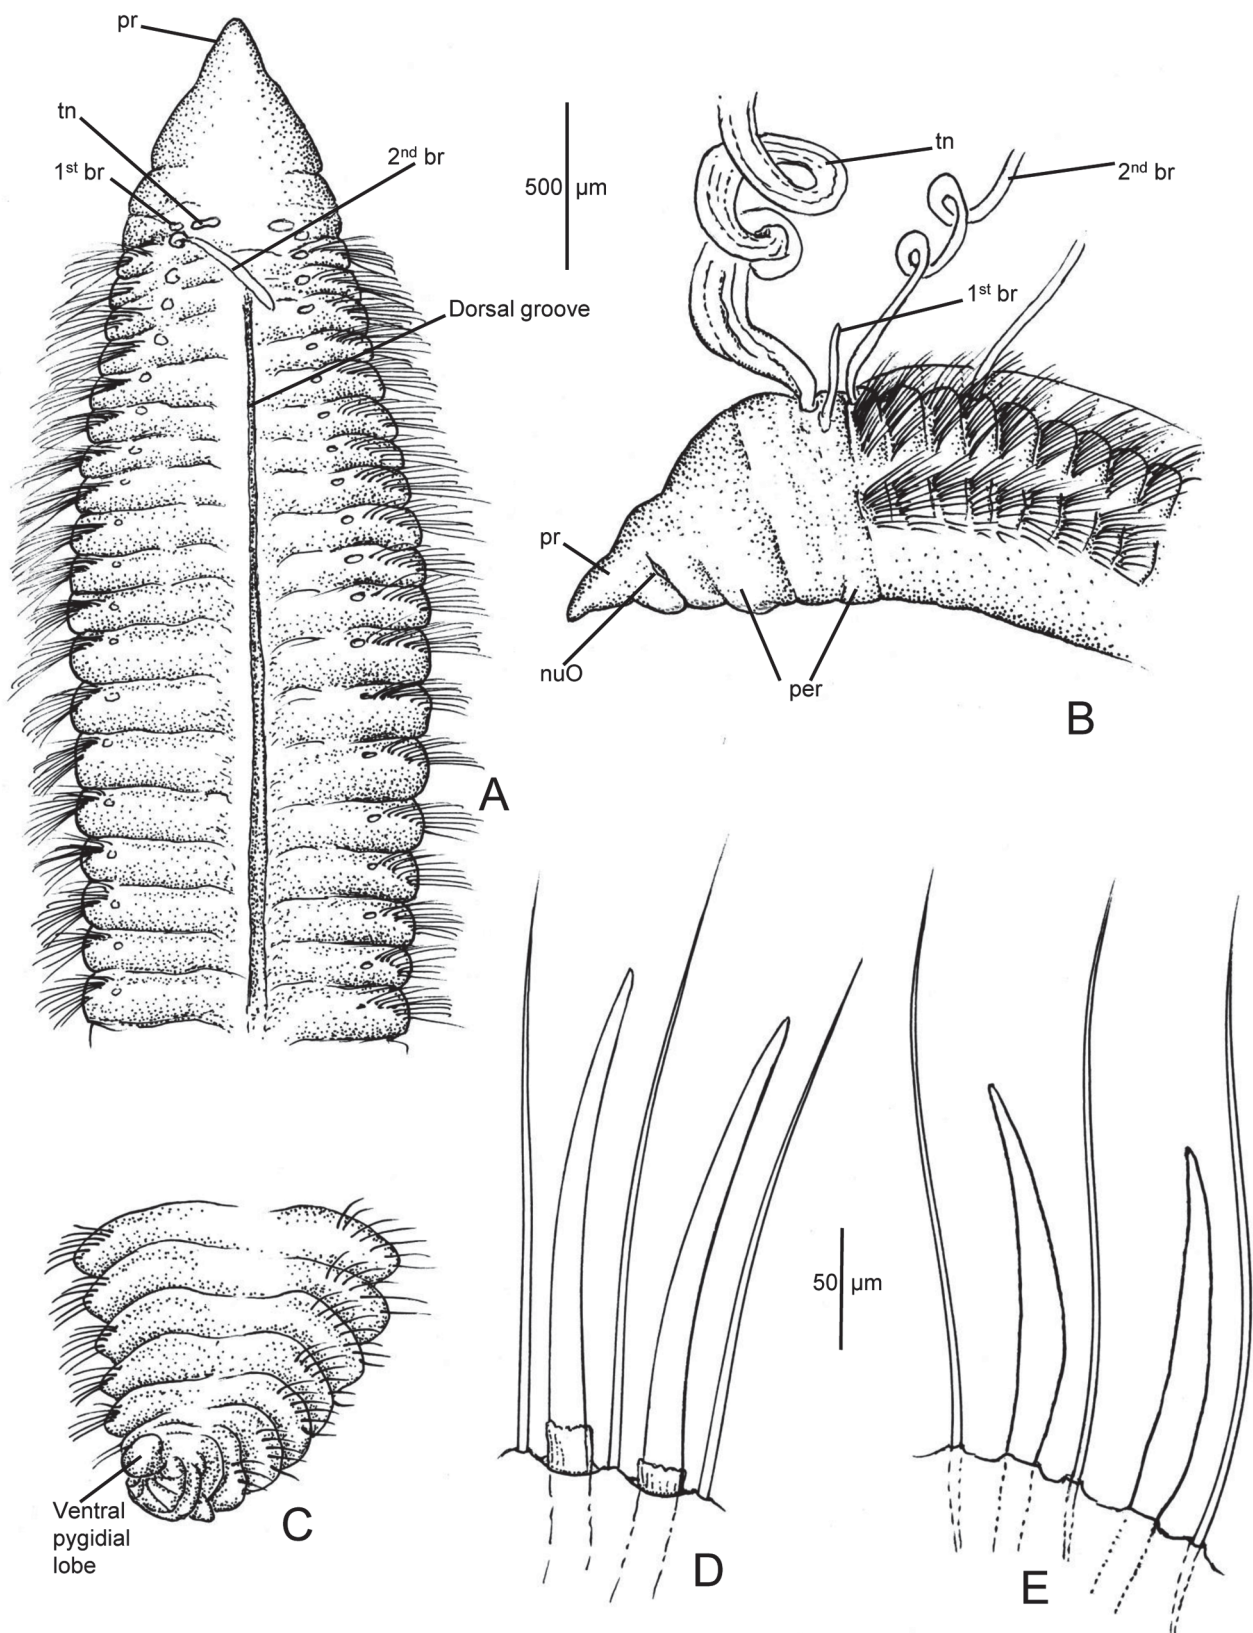 pr
tn
1st br
2nd br
500 µm
Dorsal groove
A
tn
2nd br
1st br
pr
nuO
per
B
Ventral
pygidial
lobe
C
50 µm
D
E